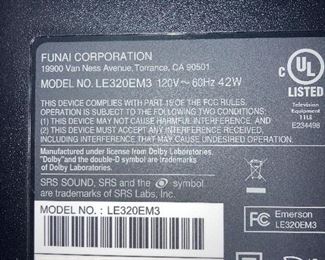 FUNAI CORPORATION
19900 Van Ness Avenue, Torrance, CA 90501
MODEL NO. LE320EM3 120V~ 60Hz 42W
THIS DEVICE COMPLIES WITH PART 15 OF THE FCC RULES.
OPERATION IS SUBJECT TO THE FOLLOWING TWO CONDITIONS:
(1) THIS DEVICE MAY NOT CAUSE HARMFUL INTERFERENCE, AND
(2) THIS DEVICE MUST ACCEPT ANY INTERFERENCE RECEIVED,
INCLUDING INTERFERENCE THAT MAY CAUSE UNDESIRED OPERATION.
Manufactured under license from Dolby Laboratories.
"Dolby" and the double-D symbol are trademarks
of Dolby Laboratories.
SRS SOUND, SRS and the symbol
are trademarks of SRS Labs, Inc.
MODEL NO. : LE320EM3
C UL
LISTED
Television
Equipment
11L8
E234498
FC Emerson
LE320EM3